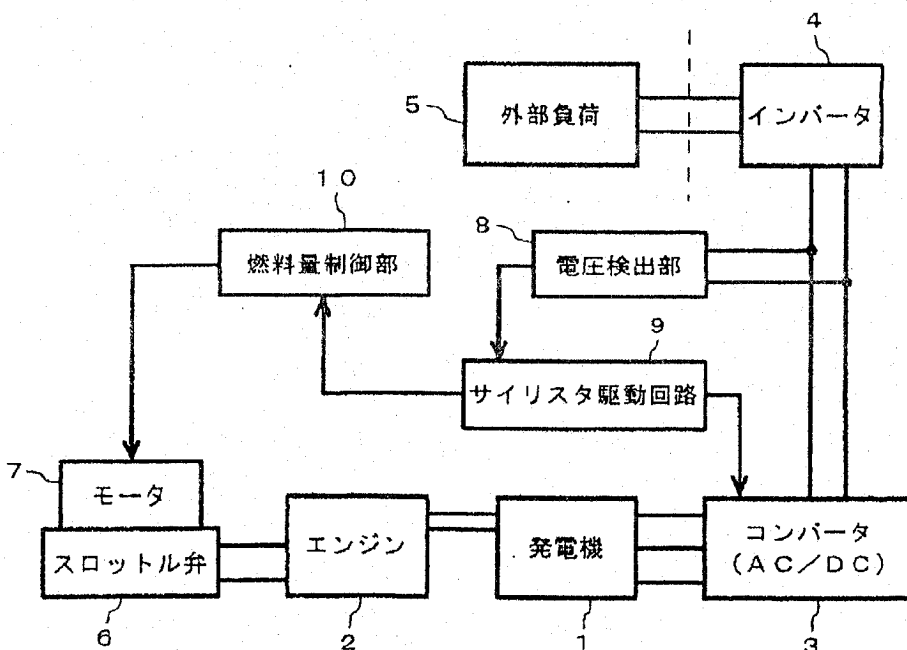 4
5
外部負荷
インバータ
10
8
燃料量制御部
電圧検出部
9
サイリスタ駆動回路
7
モータ
スロットル弁
エンジン
発電機
コンバータ
(AC/DC)
6
2
1
3